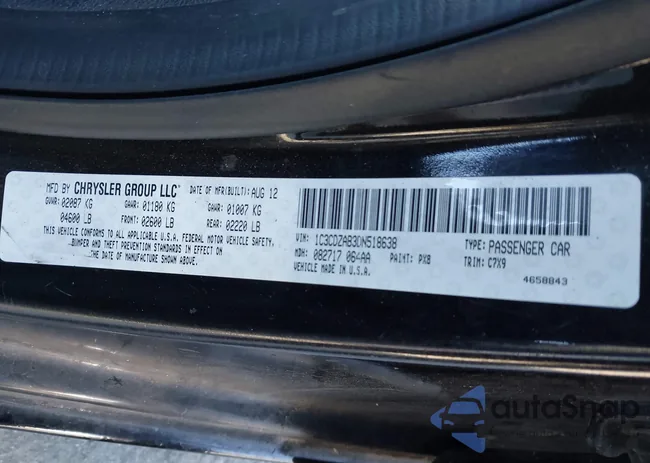 MFD BY CHRYSLER GROUP LLC DATE OF MFR(BUILT): AUG 12
GVWR: 02087 KG GAWR: 01180 KG GAWR: 01007 KG
04600 LB FRONT: 02600 LB REAR: 02220 LB
THIS VEHICLE CONFORMS TO ALL APPLICABLE U.S.A. FEDERAL MOTOR VEHICLE SAFETY,
BUMPER AND THEFT PREVENTION STANDARDS IN EFFECT ON
THE DATE OF MANUFACTURE SHOWN ABOVE.
VIN: 1C3CDZAB3DN518638 TYPE: PASSENGER CAR
MDH: 082717 064AA PAINT: PX8 TRIM: C7X9
VEHICLE MADE IN U.S.A. 4658843
autoSnap